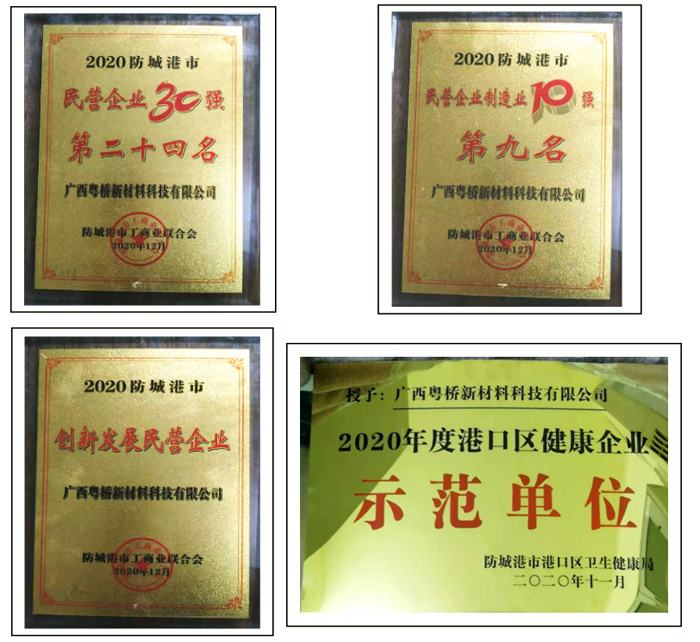 2020防城港市
民营企业30强
第二十四名
广西粤桥新材料科技有限公司
防城港市工商业联合会
2020年12月
2020防城港市
民营企业制造业10强
第九名
广西粤桥新材料科技有限公司
防城港市工商业联合会
2020年12月
2020防城港市
创新发展民营企业
广西粤桥新材料科技有限公司
防城港市工商业联合会
2020年12月
授予：广西粤桥新材料科技有限公司
2020年度港口区健康企业
示范单位
防城港市港口区卫生健康局
二〇二〇年十一月